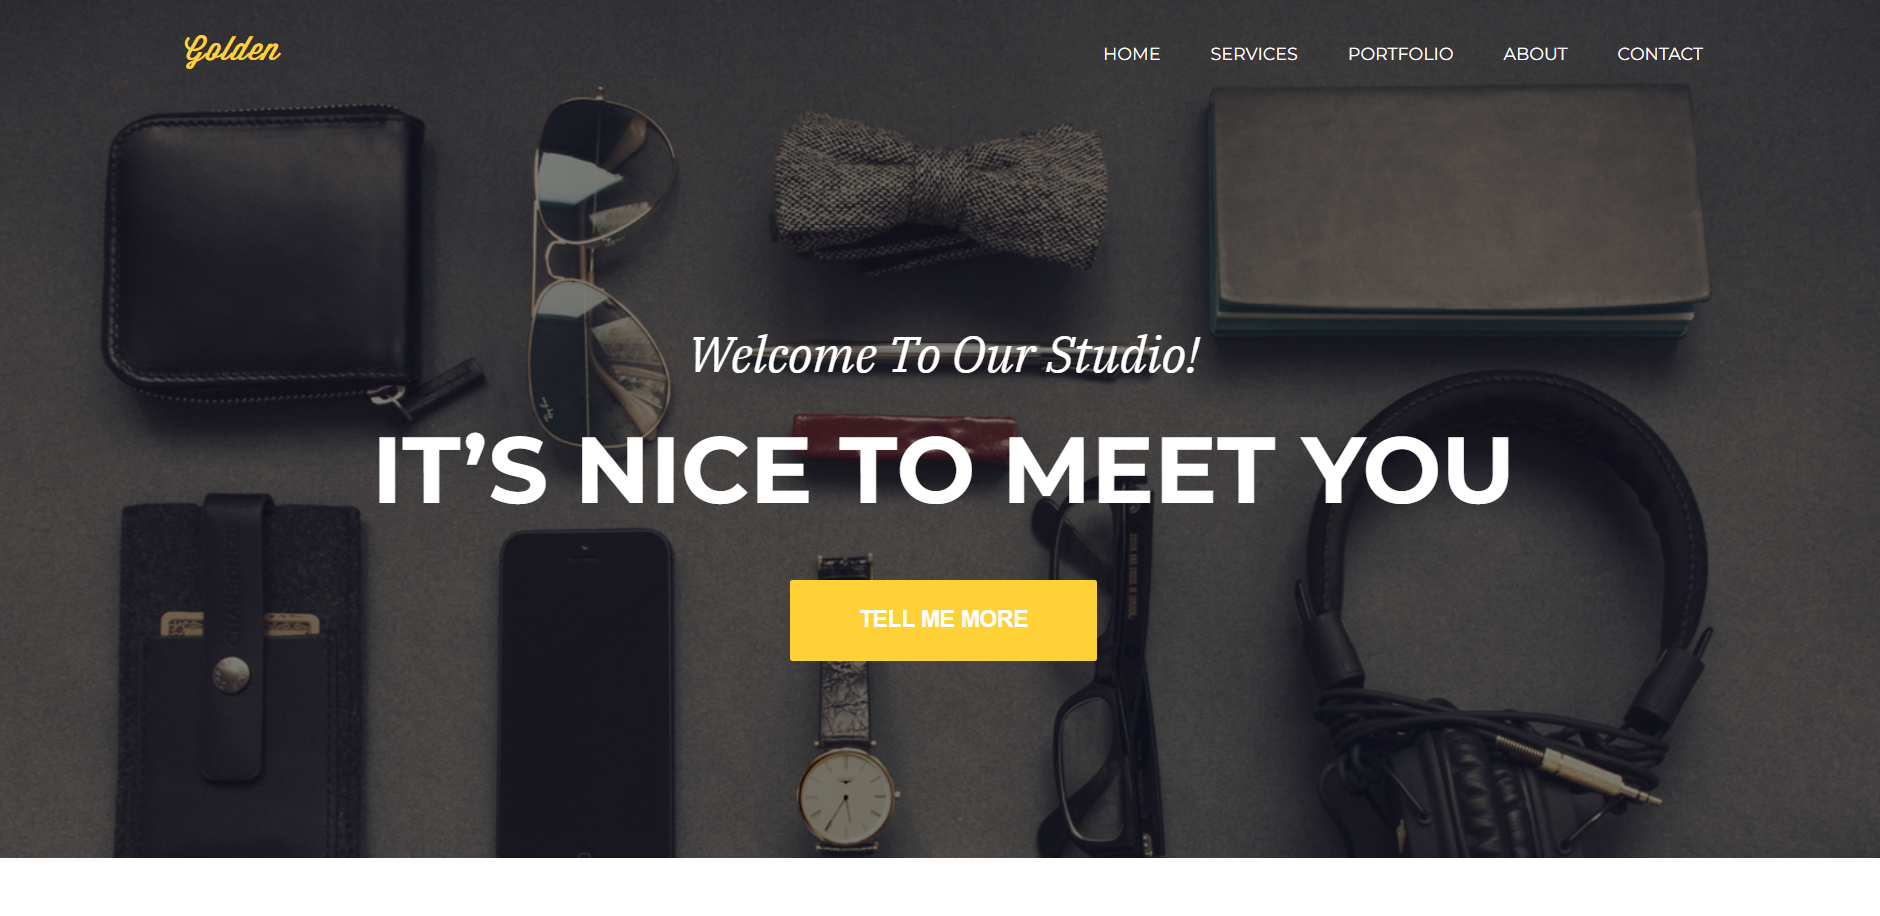 Golden
HOME SERVICES PORTFOLIO ABOUT CONTACT
Welcome To Our Studio!
IT’S NICE TO MEET YOU
TELL ME MORE